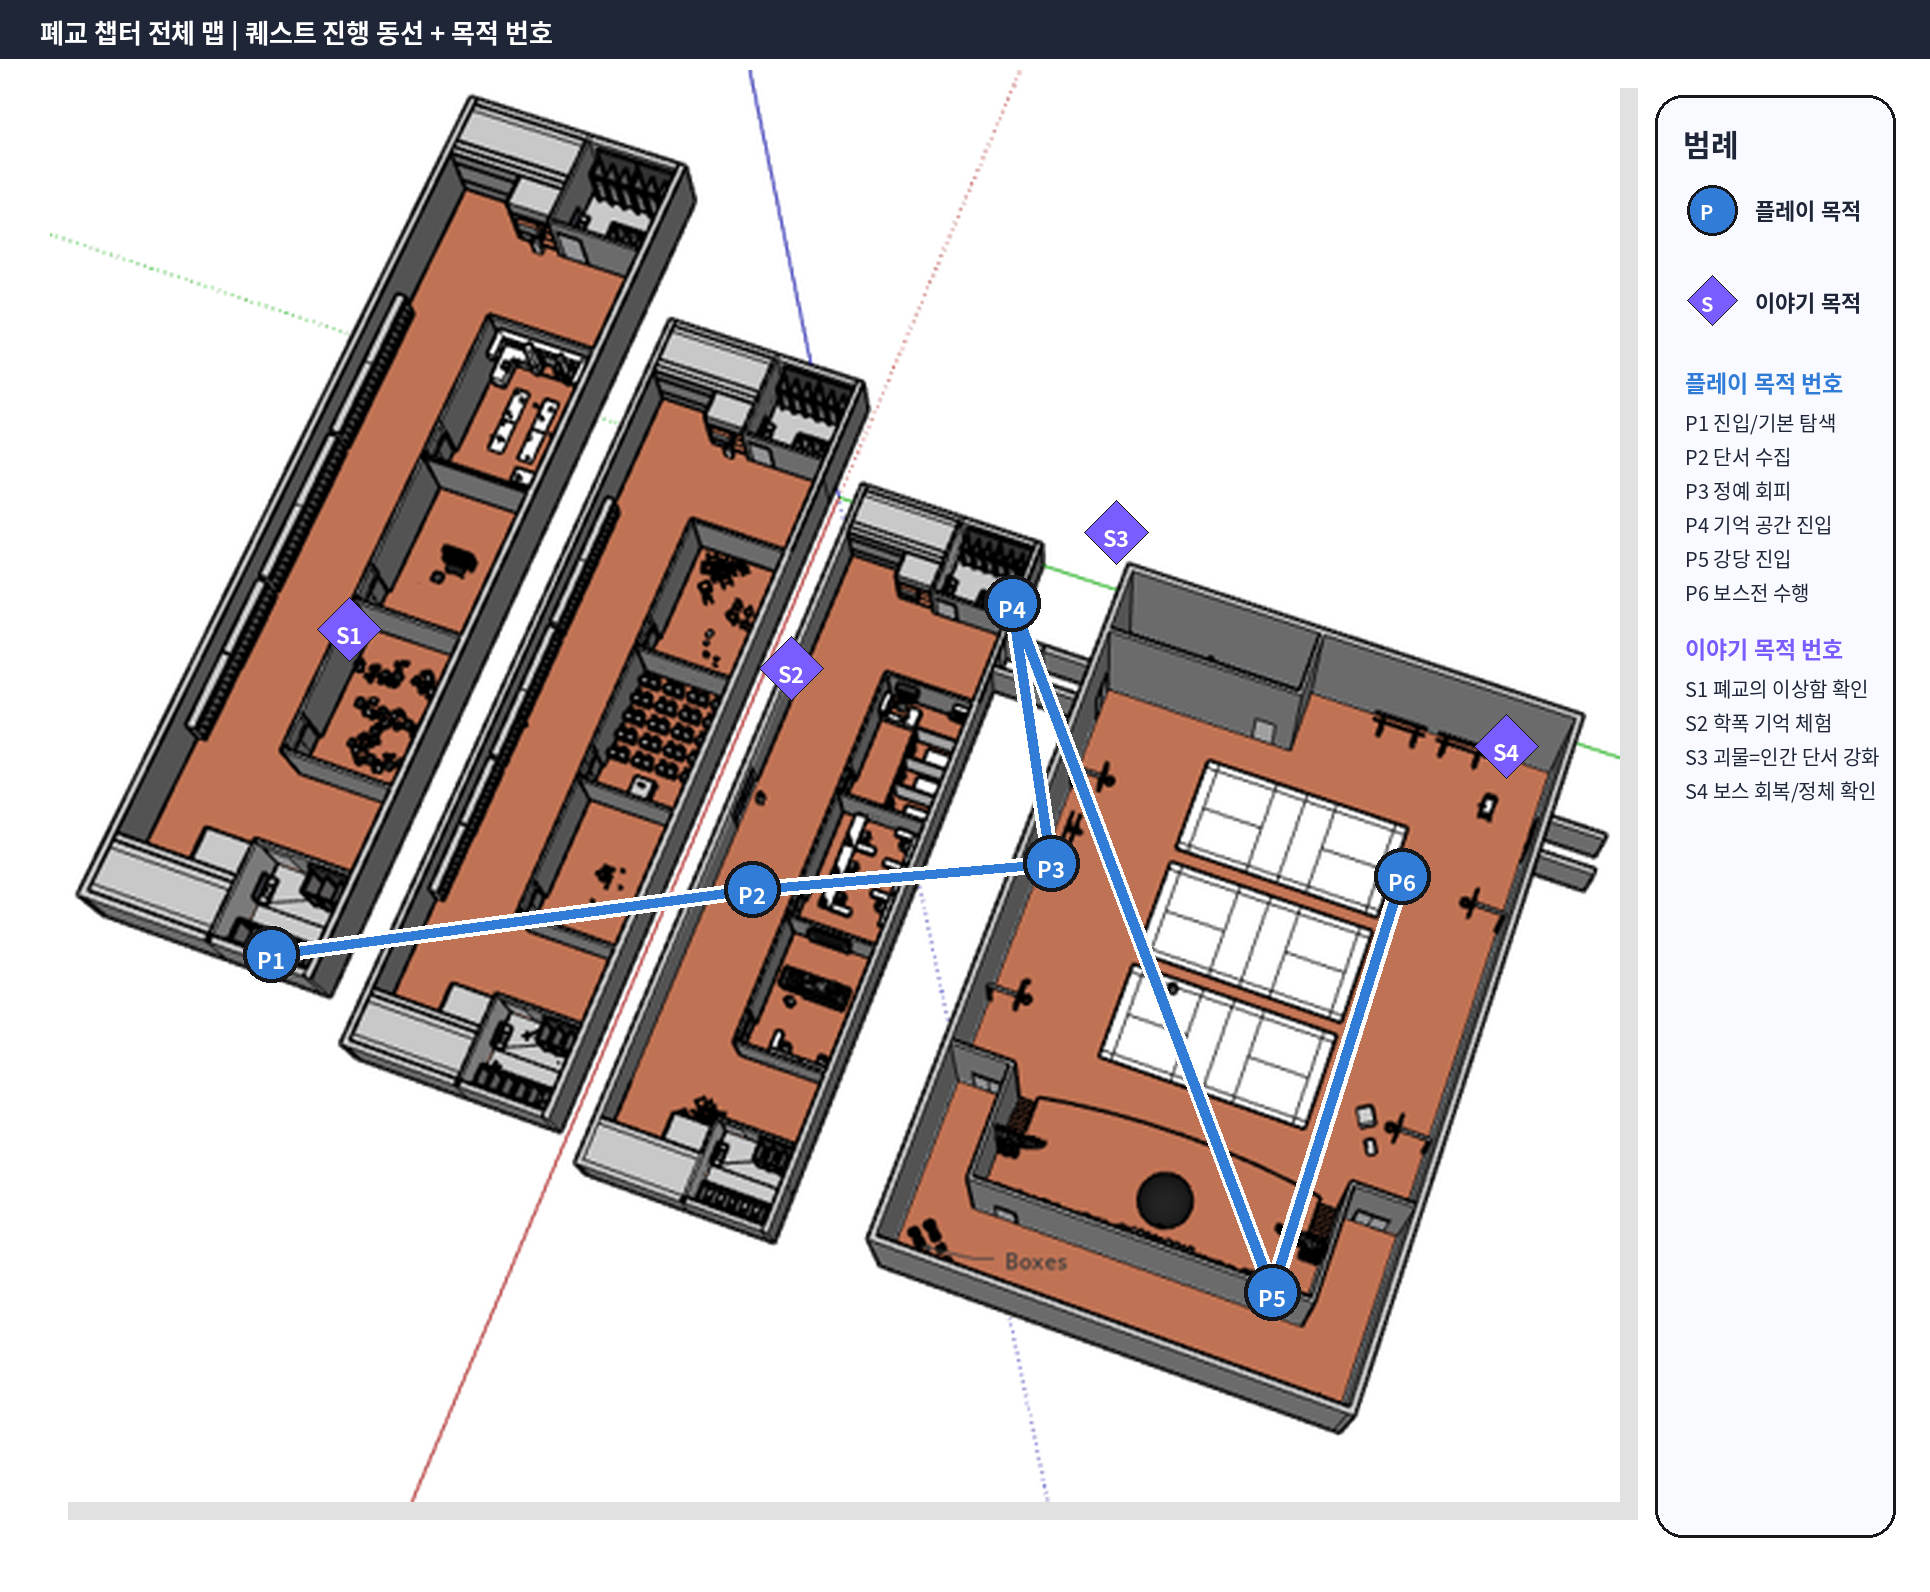 폐교 챕터 전체 맵 | 퀘스트 진행 동선 + 목적 번호
S1
S2
S3
S4
P1
P2
P3
P4
P5
P6
Boxes
범례
P 플레이 목적
S 이야기 목적
플레이 목적 번호
P1 진입/기본 탐색
P2 단서 수집
P3 정예 회피
P4 기억 공간 진입
P5 강당 진입
P6 보스전 수행
이야기 목적 번호
S1 폐교의 이상함 확인
S2 학폭 기억 체험
S3 괴물=인간 단서 강화
S4 보스 회복/정체 확인